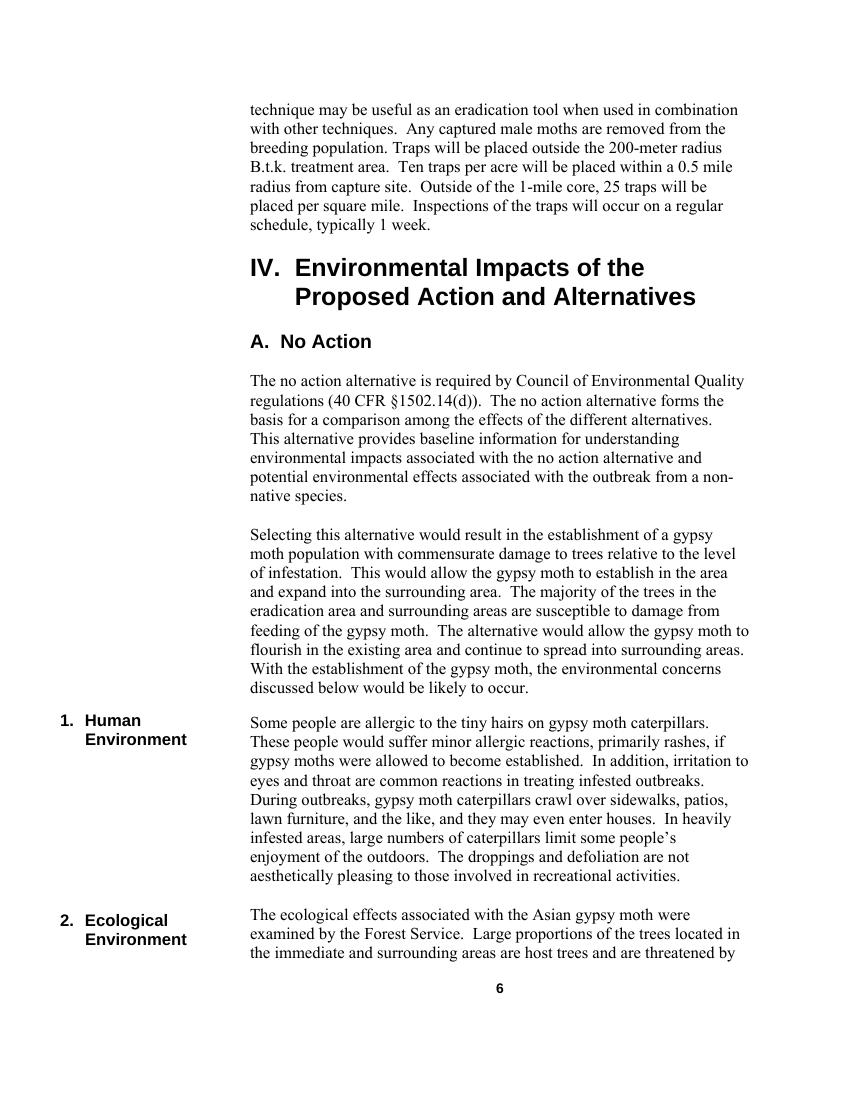 technique may be useful as an eradication tool when used in combination
with other techniques.  Any captured male moths are removed from the
breeding population. Traps will be placed outside the 200-meter radius
B.t.k. treatment area.  Ten traps per acre will be placed within a 0.5 mile
radius from capture site.  Outside of the 1-mile core, 25 traps will be
placed per square mile.  Inspections of the traps will occur on a regular
schedule, typically 1 week.
IV.  Environmental Impacts of the
Proposed Action and Alternatives
A.  No Action
The no action alternative is required by Council of Environmental Quality
regulations (40 CFR §1502.14(d)).  The no action alternative forms the
basis for a comparison among the effects of the different alternatives.
This alternative provides baseline information for understanding
environmental impacts associated with the no action alternative and
potential environmental effects associated with the outbreak from a non-
native species.
Selecting this alternative would result in the establishment of a gypsy
moth population with commensurate damage to trees relative to the level
of infestation.  This would allow the gypsy moth to establish in the area
and expand into the surrounding area.  The majority of the trees in the
eradication area and surrounding areas are susceptible to damage from
feeding of the gypsy moth.  The alternative would allow the gypsy moth to
flourish in the existing area and continue to spread into surrounding areas.
With the establishment of the gypsy moth, the environmental concerns
discussed below would be likely to occur.
1.  Human
Environment
Some people are allergic to the tiny hairs on gypsy moth caterpillars.
These people would suffer minor allergic reactions, primarily rashes, if
gypsy moths were allowed to become established.  In addition, irritation to
eyes and throat are common reactions in treating infested outbreaks.
During outbreaks, gypsy moth caterpillars crawl over sidewalks, patios,
lawn furniture, and the like, and they may even enter houses.  In heavily
infested areas, large numbers of caterpillars limit some people’s
enjoyment of the outdoors.  The droppings and defoliation are not
aesthetically pleasing to those involved in recreational activities.
2.  Ecological
Environment
The ecological effects associated with the Asian gypsy moth were
examined by the Forest Service.  Large proportions of the trees located in
the immediate and surrounding areas are host trees and are threatened by
6